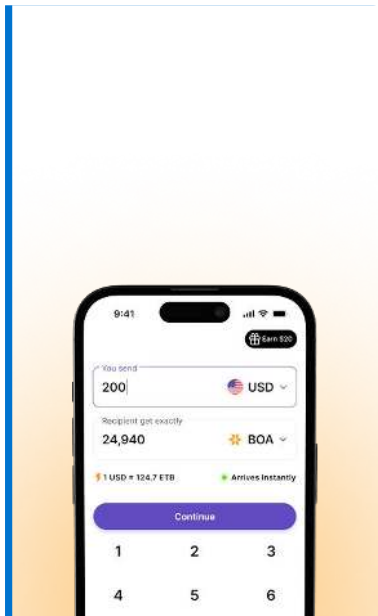 9:41
Earn $20
You send
200 USD
Recipient get exactly
24,940 BOA
1 USD = 124.7 ETB Arrives Instantly
Continue
1 2 3
4 5 6